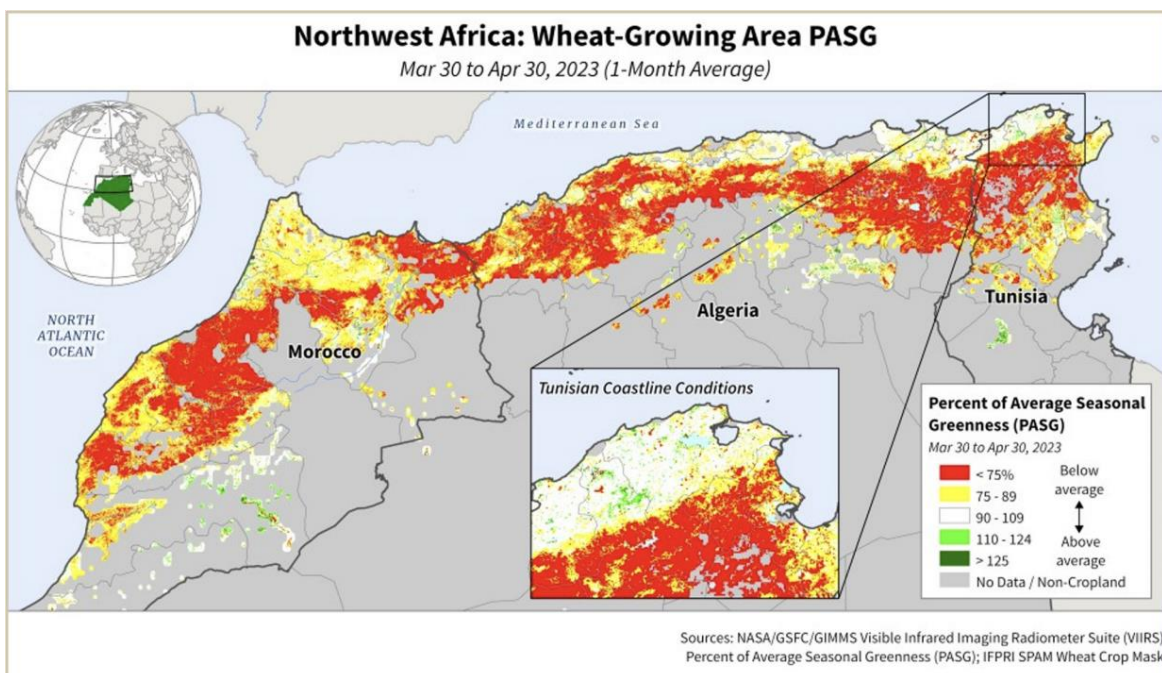 Northwest Africa: Wheat-Growing Area PASG
Mar 30 to Apr 30, 2023 (1-Month Average)
Mediterranean Sea
NORTH
ATLANTIC
OCEAN
Morocco
Algeria
Tunisia
Tunisian Coastline Conditions
Percent of Average Seasonal
Greenness (PASG)
Mar 30 to Apr 30, 2023
< 75%
Below
average
75 - 89
90 - 109
110 - 124
Above
average
> 125
No Data / Non-Cropland
Sources: NASA/GSFC/GIMMS Visible Infrared Imaging Radiometer Suite (VIIRS)
Percent of Average Seasonal Greenness (PASG); IFPRI SPAM Wheat Crop Mask